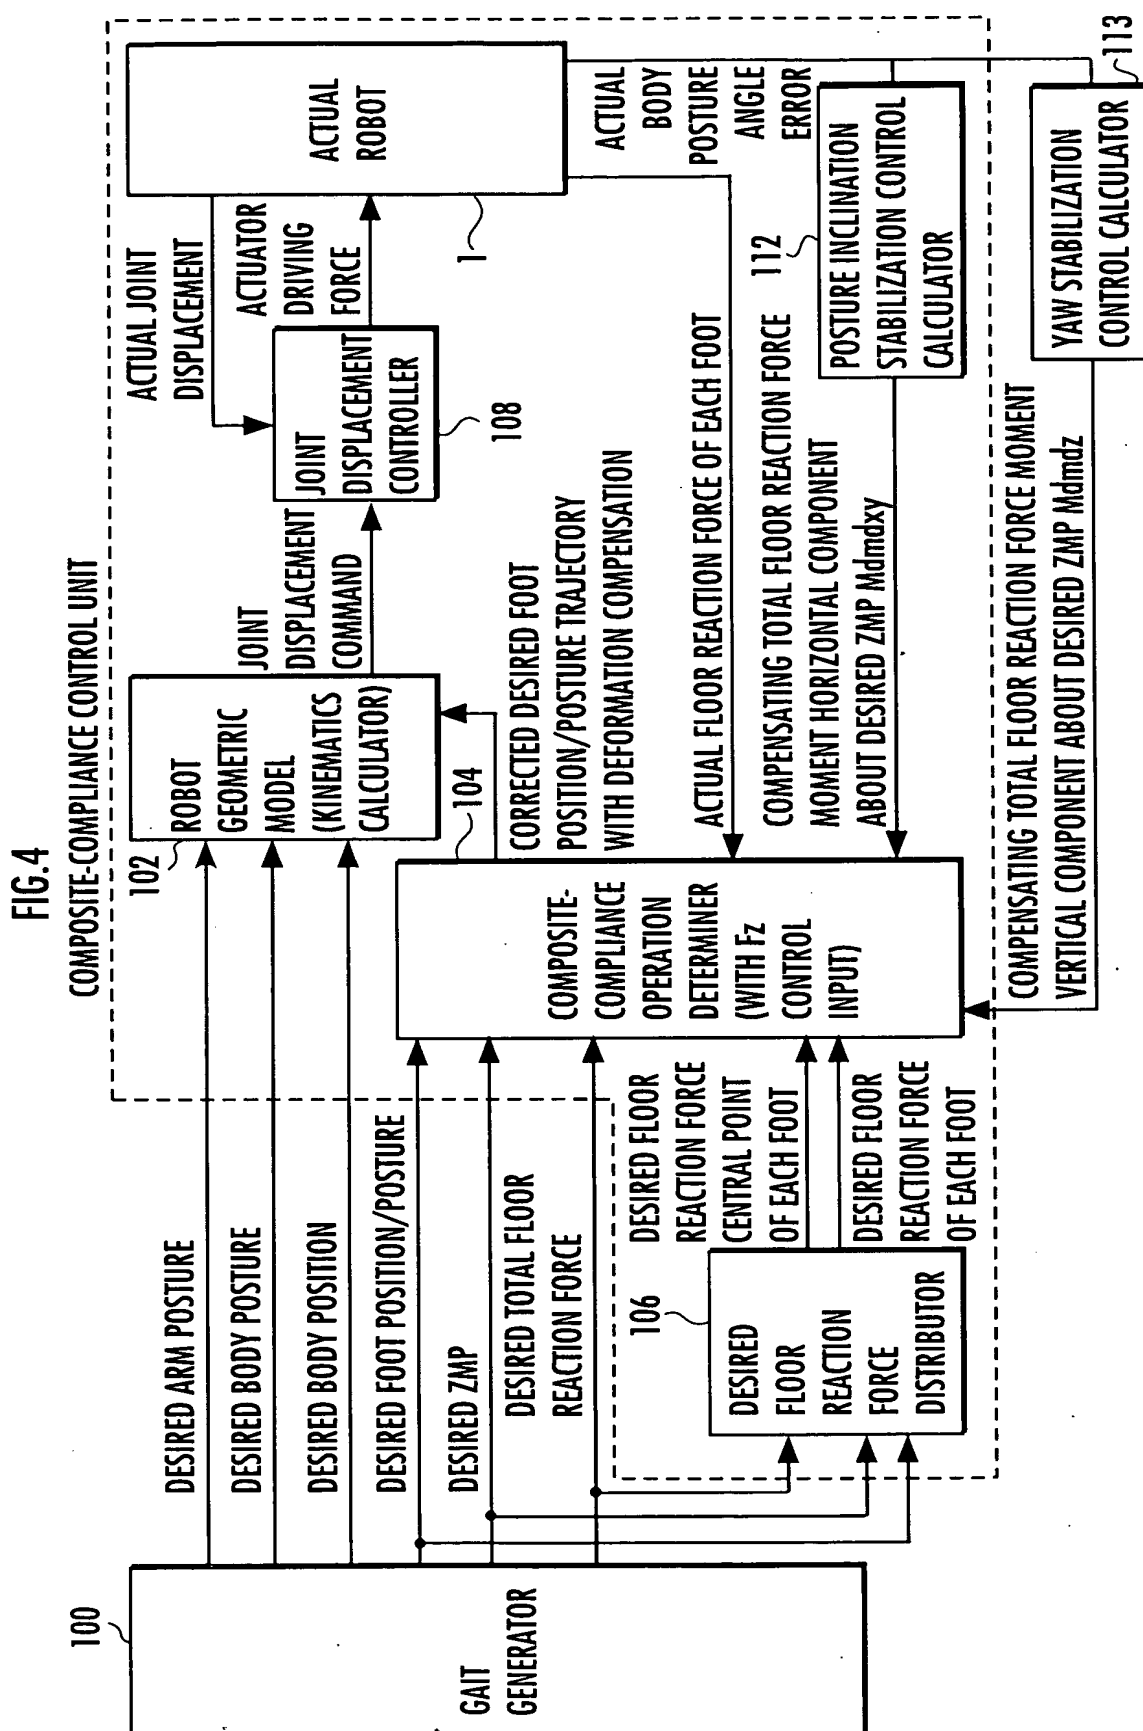 FIG.4
COMPOSITE-COMPLIANCE CONTROL UNIT
100
GAIT
GENERATOR
DESIRED ARM POSTURE
DESIRED BODY POSTURE
DESIRED BODY POSITION
DESIRED FOOT POSITION/POSTURE
DESIRED ZMP
DESIRED TOTAL FLOOR
REACTION FORCE
106
DESIRED
FLOOR
REACTION
FORCE
DISTRIBUTOR
DESIRED FLOOR
REACTION FORCE
CENTRAL POINT
OF EACH FOOT
DESIRED FLOOR
REACTION FORCE
OF EACH FOOT
102
ROBOT
GEOMETRIC
MODEL
(KINEMATICS
CALCULATOR)
104
COMPOSITE-
COMPLIANCE
OPERATION
DETERMINER
(WITH Fz
CONTROL
INPUT)
JOINT
DISPLACEMENT
COMMAND
CORRECTED DESIRED FOOT
POSITION/POSTURE TRAJECTORY
WITH DEFORMATION COMPENSATION
JOINT
DISPLACEMENT
CONTROLLER
108
ACTUAL JOINT
DISPLACEMENT
ACTUATOR
DRIVING
FORCE
ACTUAL
ROBOT
1
ACTUAL FLOOR REACTION FORCE OF EACH FOOT
COMPENSATING TOTAL FLOOR REACTION FORCE
MOMENT HORIZONTAL COMPONENT
ABOUT DESIRED ZMP Mdmdxy
ACTUAL
BODY
POSTURE
ANGLE
ERROR
112
POSTURE INCLINATION
STABILIZATION CONTROL
CALCULATOR
COMPENSATING TOTAL FLOOR REACTION FORCE MOMENT
VERTICAL COMPONENT ABOUT DESIRED ZMP Mdmdz
YAW STABILIZATION
CONTROL CALCULATOR
113